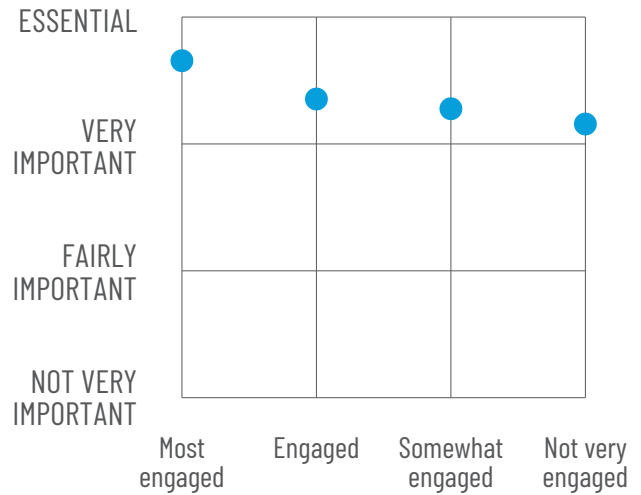 ESSENTIAL
VERY
IMPORTANT
FAIRLY
IMPORTANT
NOT VERY
IMPORTANT
Most
engaged
Engaged
Somewhat
engaged
Not very
engaged